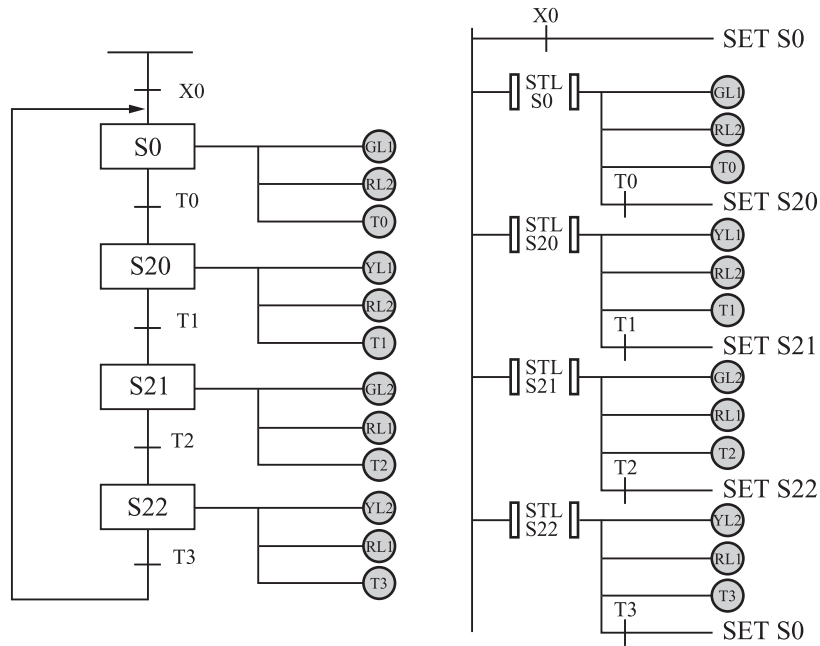 X0
S0
GL1
RL2
T0
T0
S20
YL1
RL2
T1
T1
S21
GL2
RL1
T2
T2
S22
YL2
RL1
T3
T3
X0
SET S0
STL
S0
GL1
RL2
T0
T0
SET S20
STL
S20
YL1
RL2
T1
T1
SET S21
STL
S21
GL2
RL1
T2
T2
SET S22
STL
S22
YL2
RL1
T3
T3
SET S0